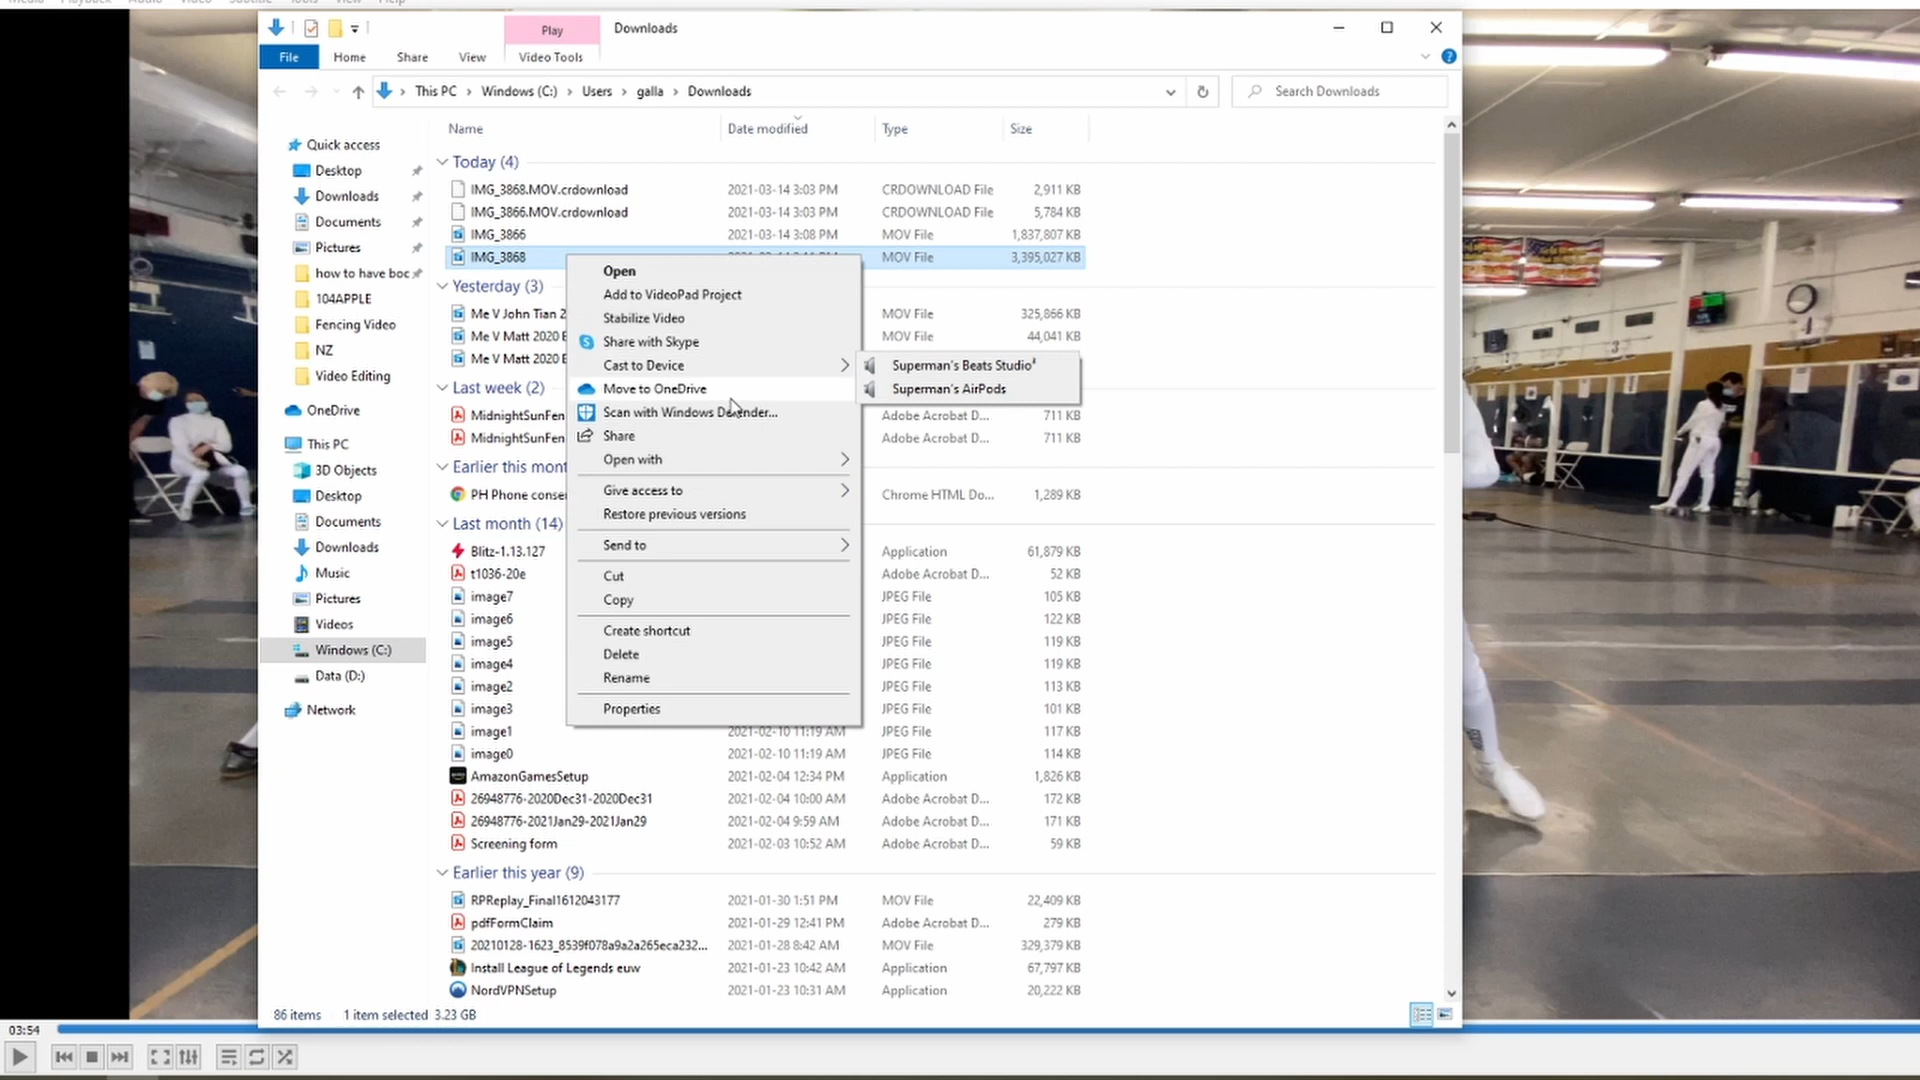 Media Playback Audio Video Subtitle Tools View Help
Play
Downloads
File
Home
Share
View
Video Tools
This PC
Windows (C:)
Users
galla
Downloads
Search Downloads
Name
Date modified
Type
Size
Quick access
Desktop
Downloads
Documents
Pictures
how to have boc
104APPLE
Fencing Video
NZ
Video Editing
OneDrive
This PC
3D Objects
Desktop
Documents
Downloads
Music
Pictures
Videos
Windows (C:)
Data (D:)
Network
Today (4)
IMG_3868.MOV.crdownload 2021-03-14 3:03 PM CRDOWNLOAD File 2,911 KB
IMG_3866.MOV.crdownload 2021-03-14 3:03 PM CRDOWNLOAD File 5,784 KB
IMG_3866 2021-03-14 3:08 PM MOV File 1,837,807 KB
IMG_3868 MOV File 3,395,027 KB
Yesterday (3)
Me V John Tian 2 MOV File 325,866 KB
Me V Matt 2020 E MOV File 44,041 KB
Me V Matt 2020 E
Last week (2)
MidnightSunFen Adobe Acrobat D... 711 KB
MidnightSunFen Adobe Acrobat D... 711 KB
Earlier this mont
PH Phone conse Chrome HTML Do... 1,289 KB
Last month (14)
Blitz-1.13.127 Application 61,879 KB
t1036-20e Adobe Acrobat D... 52 KB
image7 JPEG File 105 KB
image6 JPEG File 122 KB
image5 JPEG File 119 KB
image4 JPEG File 119 KB
image2 JPEG File 113 KB
image3 JPEG File 101 KB
image1 2021-02-10 11:19 AM JPEG File 117 KB
image0 2021-02-10 11:19 AM JPEG File 114 KB
AmazonGamesSetup 2021-02-04 12:34 PM Application 1,826 KB
26948776-2020Dec31-2020Dec31 2021-02-04 10:00 AM Adobe Acrobat D... 172 KB
26948776-2021Jan29-2021Jan29 2021-02-04 9:59 AM Adobe Acrobat D... 171 KB
Screening form 2021-02-03 10:52 AM Adobe Acrobat D... 59 KB
Earlier this year (9)
RPReplay_Final1612043177 2021-01-30 1:51 PM MOV File 22,409 KB
pdfFormClaim 2021-01-29 12:41 PM Adobe Acrobat D... 279 KB
20210128-1623_8539f078a9a2a265eca232... 2021-01-28 8:42 AM MOV File 329,379 KB
Install League of Legends euw 2021-01-23 10:42 AM Application 67,797 KB
NordVPNSetup 2021-01-23 10:31 AM Application 20,222 KB
Open
Add to VideoPad Project
Stabilize Video
Share with Skype
Cast to Device
Move to OneDrive
Scan with Windows Defender...
Share
Open with
Give access to
Restore previous versions
Send to
Cut
Copy
Create shortcut
Delete
Rename
Properties
Superman's Beats Studio³
Superman's AirPods
86 items
1 item selected 3.23 GB
03:54